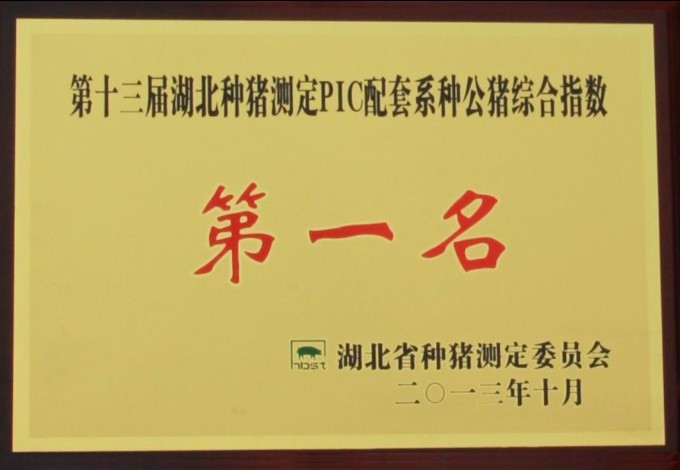 第十三届湖北种猪测定PIC配套系种公猪综合指数
第一名
hbst
湖北省种猪测定委员会
二〇一三年十月